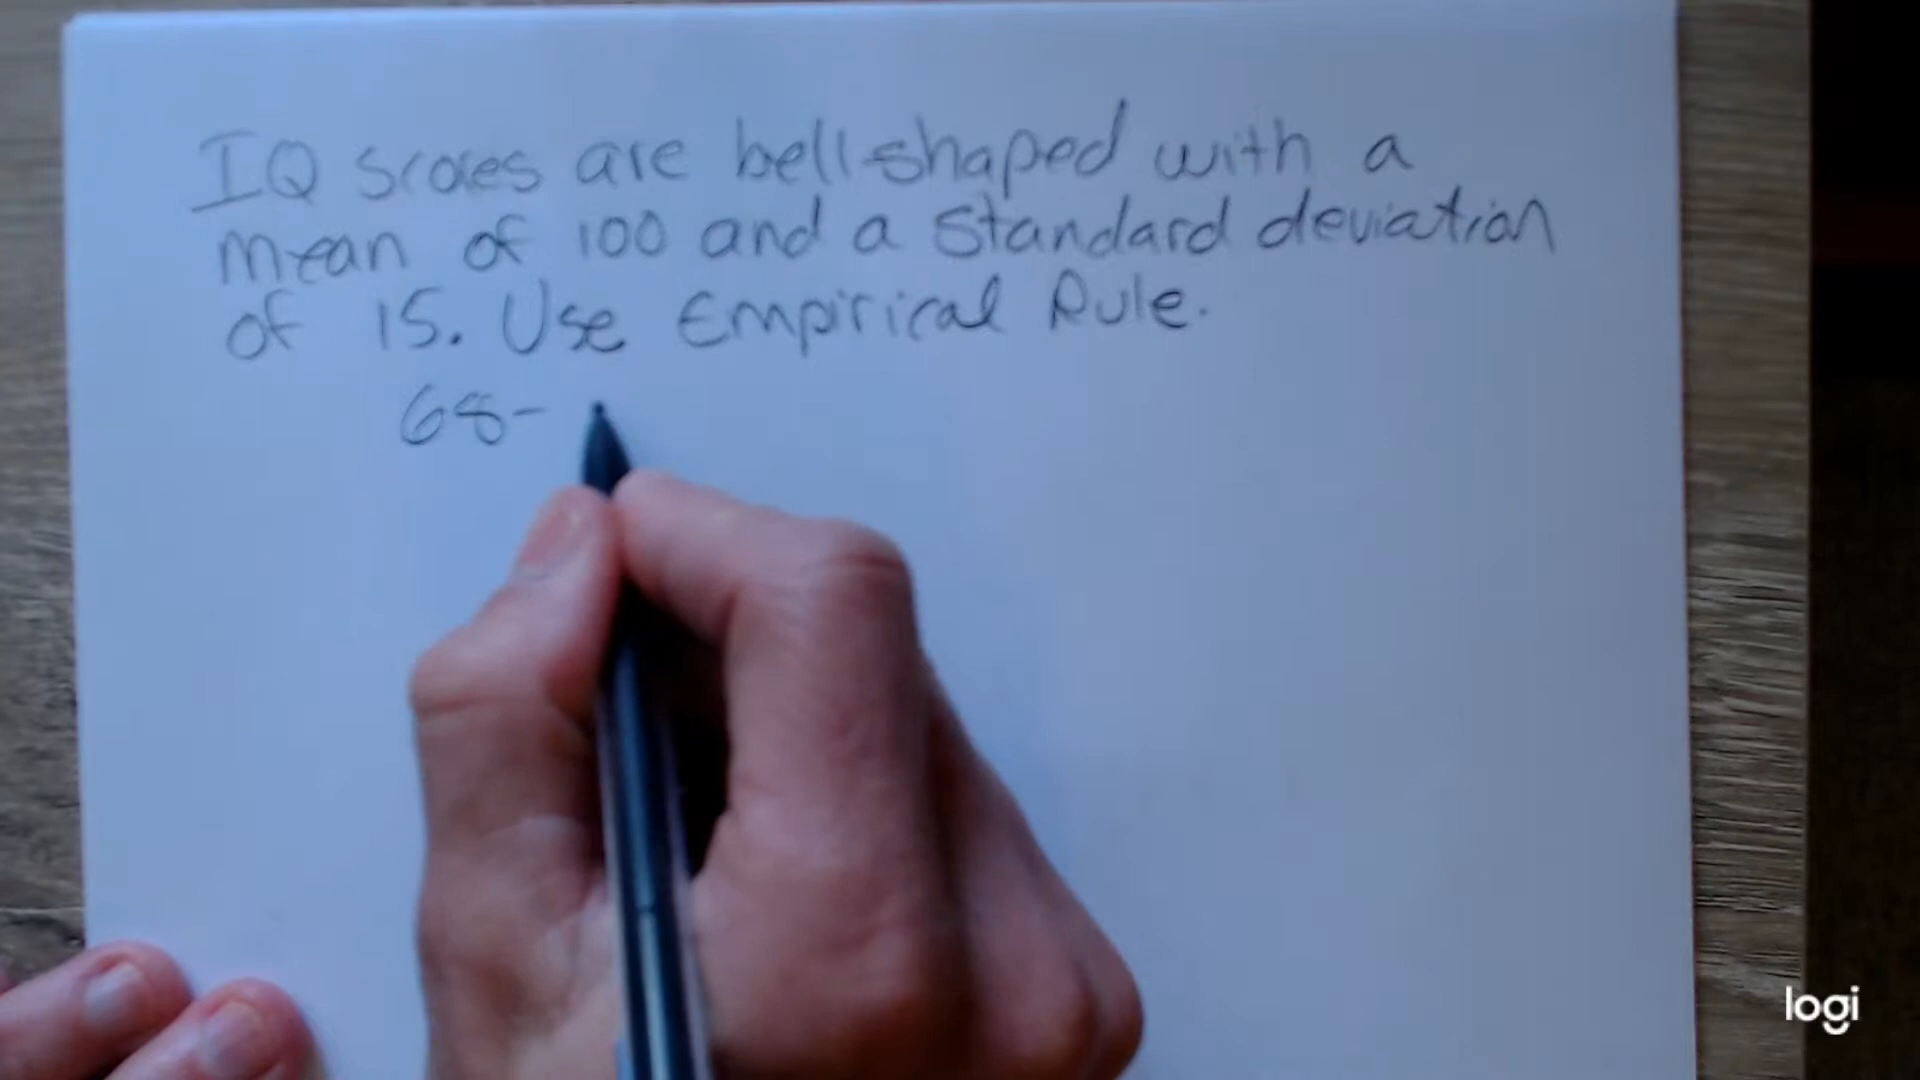 IQ scores are bell-shaped with a
mean of 100 and a standard deviation
of 15. Use Empirical Rule.
68-
logi